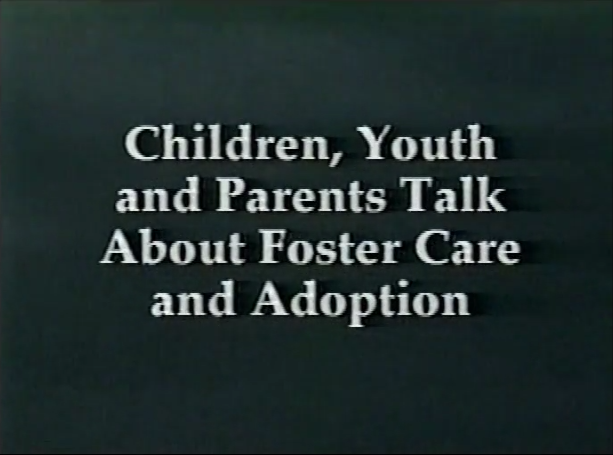 Children, Youth
and Parents Talk
About Foster Care
and Adoption